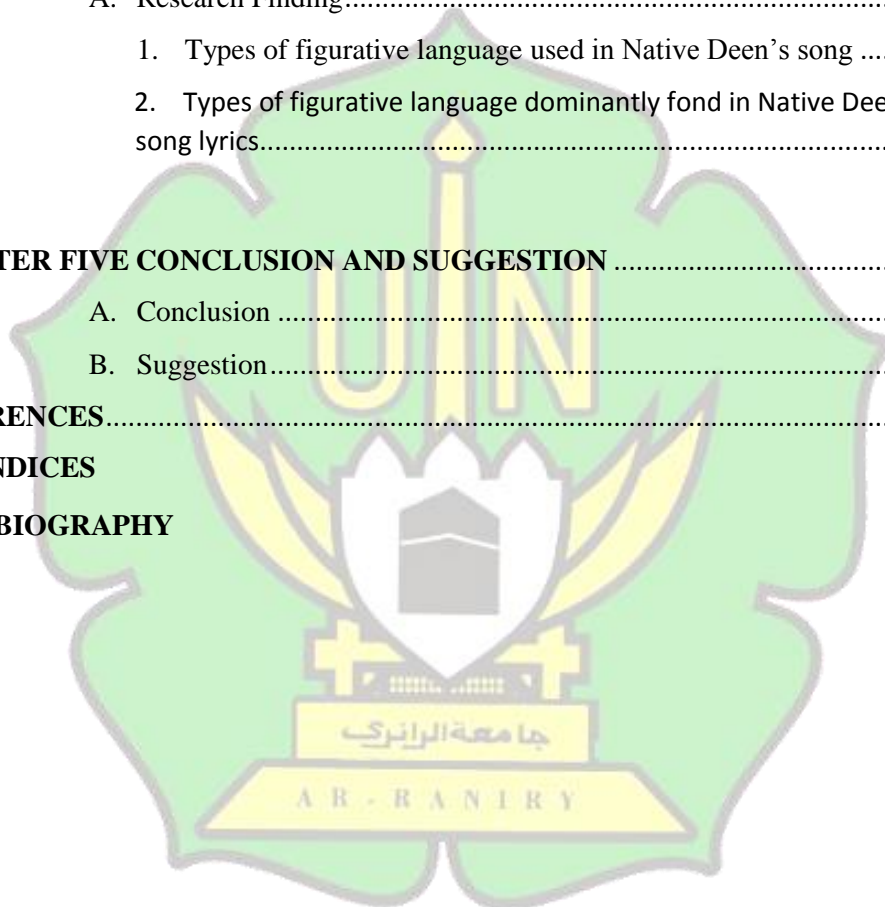 A. Research Finding
1. Types of figurative language used in Native Deen’s song ....
2. Types of figurative language dominantly fond in Native Dee
song lyrics
TER FIVE CONCLUSION AND SUGGESTION
A. Conclusion
B. Suggestion
RENCES
NDICES
BIOGRAPHY
UIN
جامعة الرانري
AR-RANIRY